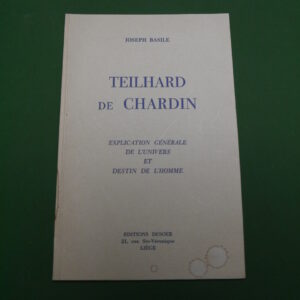 JOSEPH BASILE
TEILHARD
DE CHARDIN
EXPLICATION GÉNÉRALE
DE L'UNIVERS
ET
DESTIN DE L'HOMME
EDITIONS DESOER
21, rue Ste-Véronique
LIÈGE